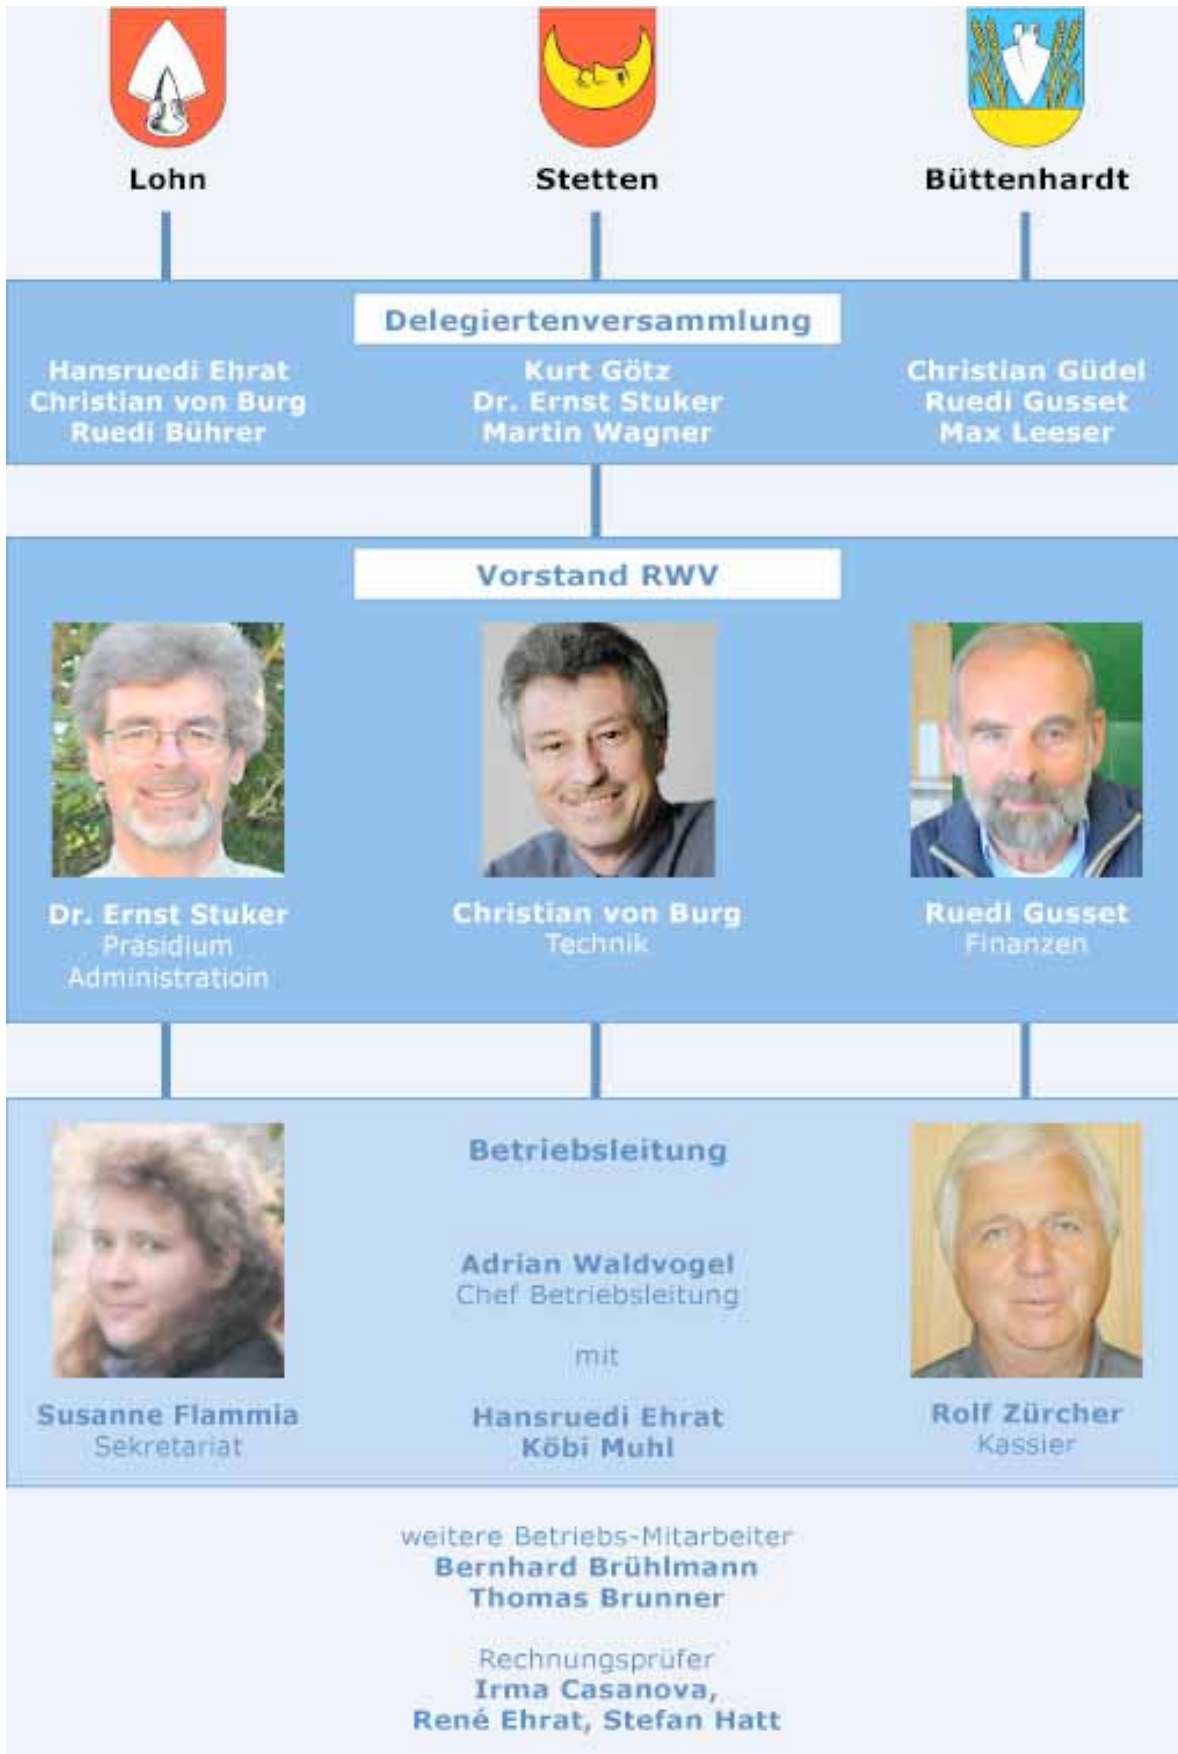 Lohn
Stetten
Büttenhardt
Delegiertenversammlung
Hansruedi Ehrat
Christian von Burg
Ruedi Bührer
Kurt Götz
Dr. Ernst Stuker
Martin Wagner
Christian Güdel
Ruedi Gusset
Max Leeser
Vorstand RWV
Dr. Ernst Stuker
Präsidium
Administratioin
Christian von Burg
Technik
Ruedi Gusset
Finanzen
Susanne Flammia
Sekretariat
Betriebsleitung
Adrian Waldvogel
Chef Betriebsleitung
mit
Hansruedi Ehrat
Köbi Muhl
Rolf Zürcher
Kassier
weitere Betriebs-Mitarbeiter
Bernhard Brühlmann
Thomas Brunner
Rechnungsprüfer
Irma Casanova,
René Ehrat, Stefan Hatt